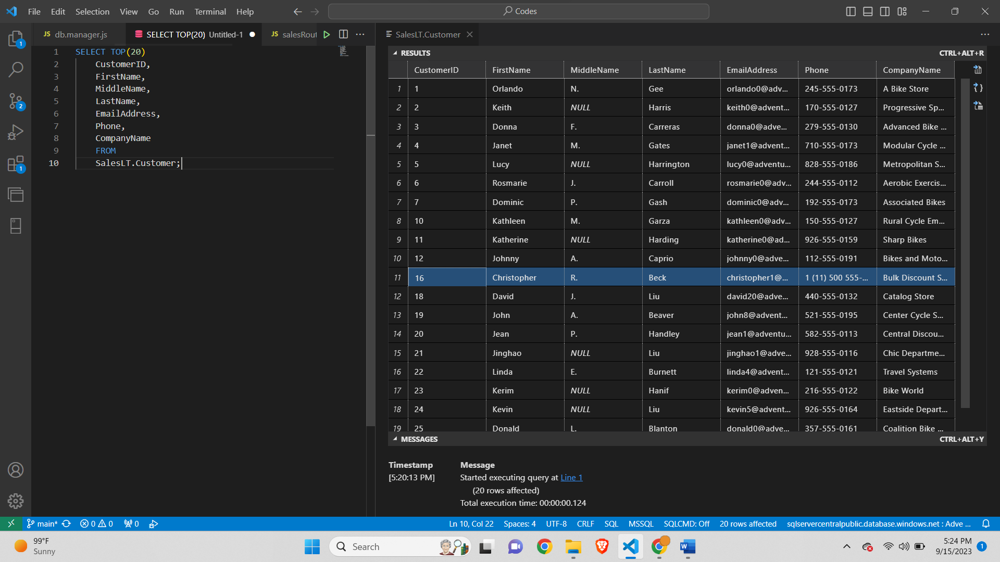 File Edit Selection View Go Run Terminal Help
Codes
JS db.manager.js
SELECT TOP(20) Untitled-1
JS salesRout
SalesLT.Customer
1 SELECT TOP(20)
2 CustomerID,
3 FirstName,
4 MiddleName,
5 LastName,
6 EmailAddress,
7 Phone,
8 CompanyName
9 FROM
10 SalesLT.Customer;
1
2
1
RESULTS CTRL+ALT+R
CustomerID FirstName MiddleName LastName EmailAddress Phone CompanyName
1 1 Orlando N. Gee orlando0@adv... 245-555-0173 A Bike Store
2 2 Keith NULL Harris keith0@advent... 170-555-0127 Progressive Sp...
3 3 Donna F. Carreras donna0@adve... 279-555-0130 Advanced Bike ...
4 4 Janet M. Gates janet1@advent... 710-555-0173 Modular Cycle ...
5 5 Lucy NULL Harrington lucy0@adventu... 828-555-0186 Metropolitan S...
6 6 Rosmarie J. Carroll rosmarie0@adv... 244-555-0112 Aerobic Exercis...
7 7 Dominic P. Gash dominic0@adv... 192-555-0173 Associated Bikes
8 10 Kathleen M. Garza kathleen0@adv... 150-555-0127 Rural Cycle Em...
9 11 Katherine NULL Harding katherine0@ad... 926-555-0159 Sharp Bikes
10 12 Johnny A. Caprio johnny0@adve... 112-555-0191 Bikes and Moto...
11 16 Christopher R. Beck christopher1@... 1 (11) 500 555-... Bulk Discount S...
12 18 David J. Liu david20@adve... 440-555-0132 Catalog Store
13 19 John A. Beaver john8@advent... 521-555-0195 Center Cycle S...
14 20 Jean P. Handley jean1@adventu... 582-555-0113 Central Discou...
15 21 Jinghao NULL Liu jinghao1@adve... 928-555-0116 Chic Departme...
16 22 Linda E. Burnett linda4@advent... 121-555-0121 Travel Systems
17 23 Kerim NULL Hanif kerim0@adven... 216-555-0122 Bike World
18 24 Kevin NULL Liu kevin5@advent... 926-555-0164 Eastside Depart...
19 25 Donald L. Blanton donald0@adve... 357-555-0161 Coalition Bike ...
MESSAGES CTRL+ALT+Y
Timestamp Message
[5:20:13 PM] Started executing query at Line 1
(20 rows affected)
Total execution time: 00:00:00.124
main* 0 0 0 Ln 10, Col 22 Spaces: 4 UTF-8 CRLF SQL MSSQL SQLCMD: Off 20 rows affected sqlservercentralpublic.database.windows.net : Adve ...
99°F
Sunny
Search
5:24 PM
9/15/2023
1